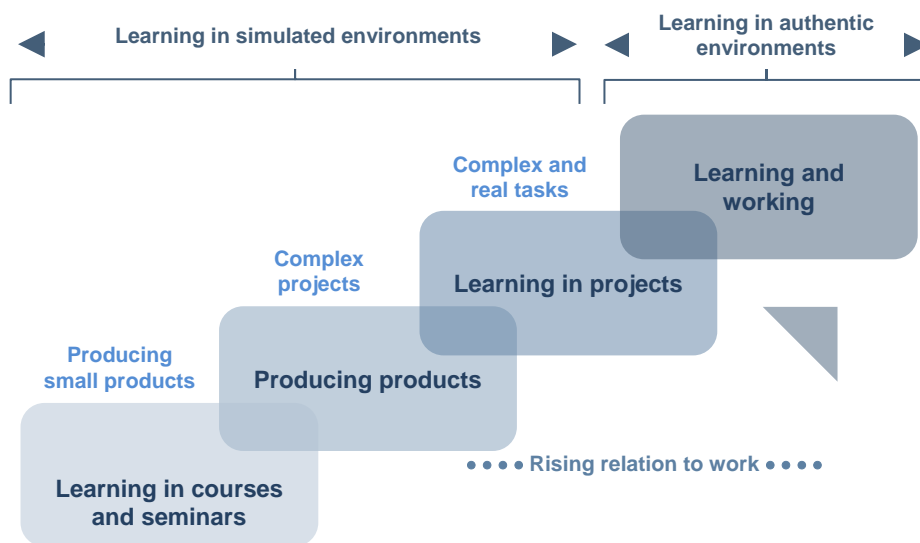 Learning in simulated environments
Learning in authentic
environments
Complex and
real tasks
Learning and
working
Complex
projects
Learning in projects
Producing
small products
Producing products
Rising relation to work
Learning in courses
and seminars